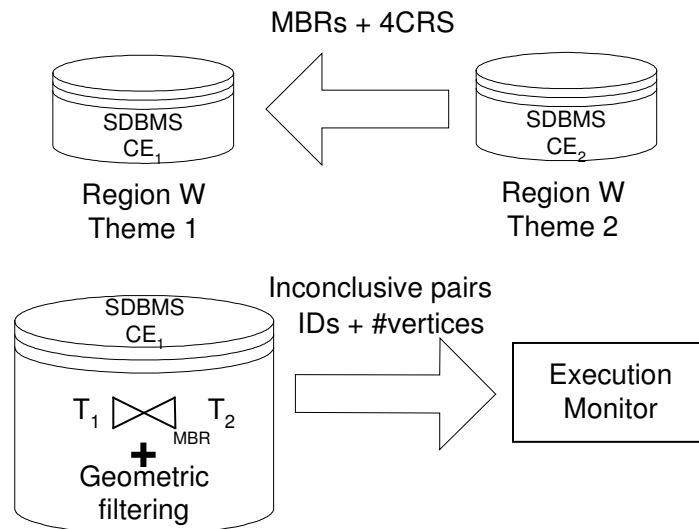 MBRs + 4CRS
SDBMS
CE1
SDBMS
CE2
Region W
Theme 1
Region W
Theme 2
SDBMS
CE1
Inconclusive pairs
IDs + #vertices
Execution
Monitor
T1 MBR T2
+
Geometric
filtering